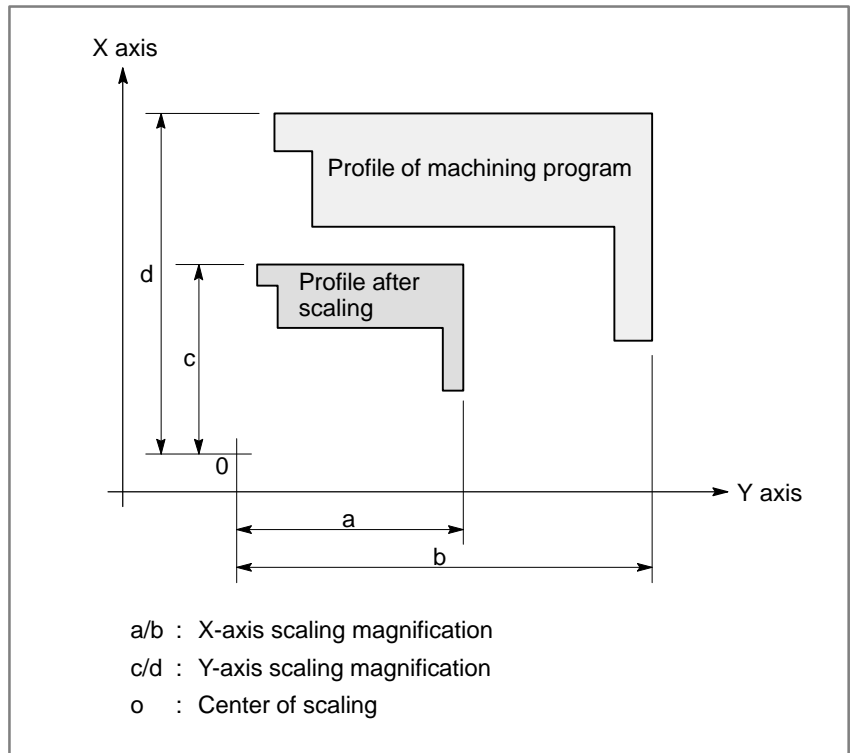 X axis
Profile of machining program
d
Profile after
scaling
c
0
Y axis
a
b
a/b : X-axis scaling magnification
c/d : Y-axis scaling magnification
o : Center of scaling